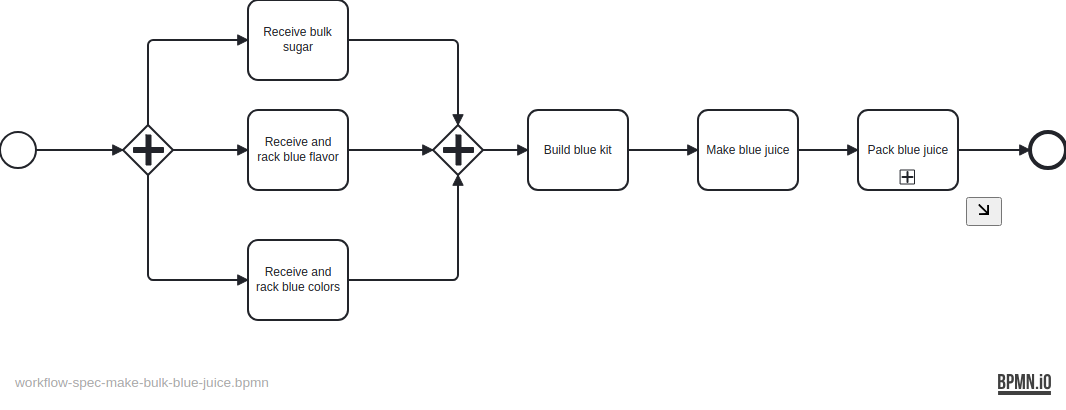 Receive bulk
sugar
Receive and
rack blue flavor
Build blue kit
Make blue juice
Pack blue juice
Receive and
rack blue colors
workflow-spec-make-bulk-blue-juice.bpmn
BPMN.iO